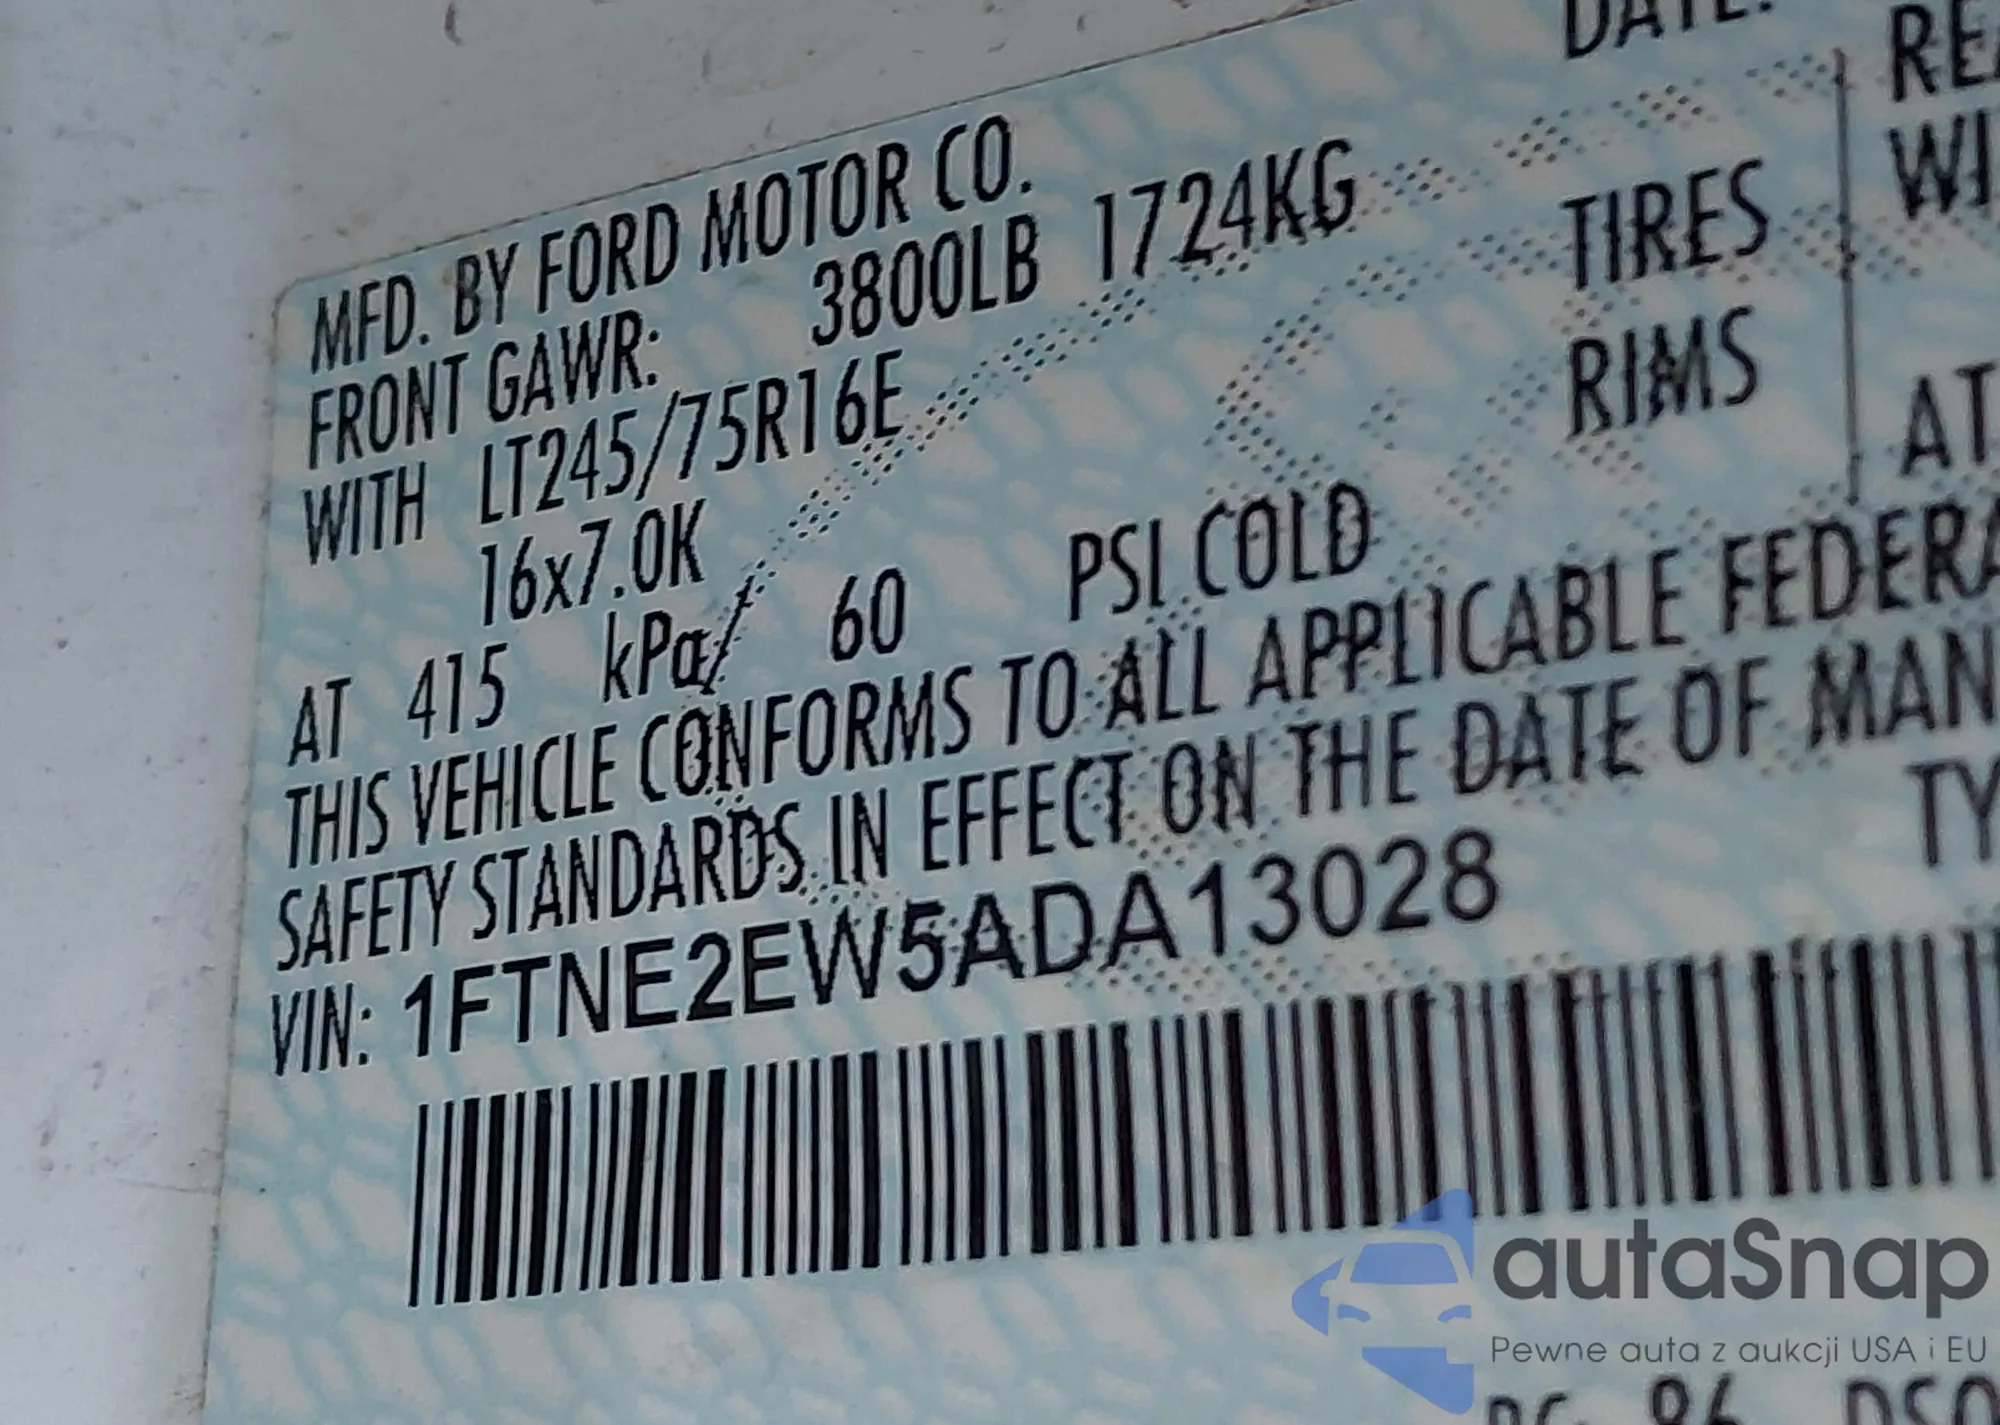 DATE:
MFD. BY FORD MOTOR CO.
FRONT GAWR: 3800LB 1724KG
WITH LT245/75R16E TIRES
16x7.0K RIMS
AT 415 kPa/ 60 PSI COLD
AT
THIS VEHICLE CONFORMS TO ALL APPLICABLE FEDERA
SAFETY STANDARDS IN EFFECT ON THE DATE OF MAN
VIN: 1FTNE2EW5ADA13028
TY
autaSnap
Pewne auta z aukcji USA i EU